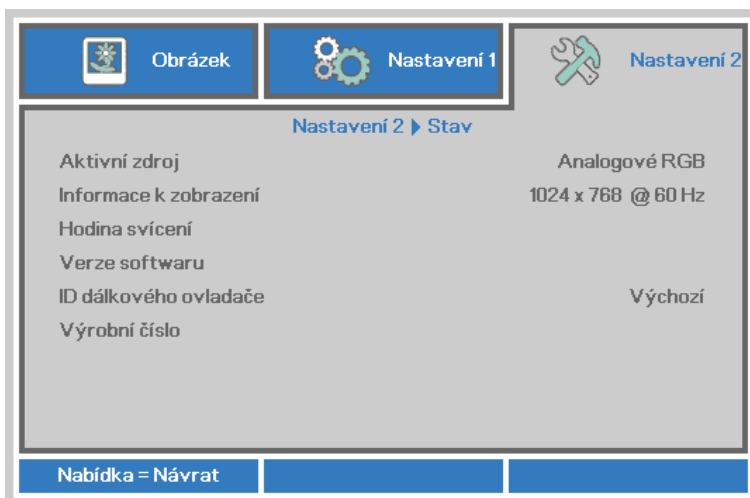 Obrázek
Nastavení 1
Nastavení 2
Nastavení 2 Stav
Aktivní zdroj Analogové RGB
Informace k zobrazení 1024 x 768 @ 60 Hz
Hodina svícení
Verze softwaru
ID dálkového ovladače Výchozí
Výrobní číslo
Nabídka = Návrat